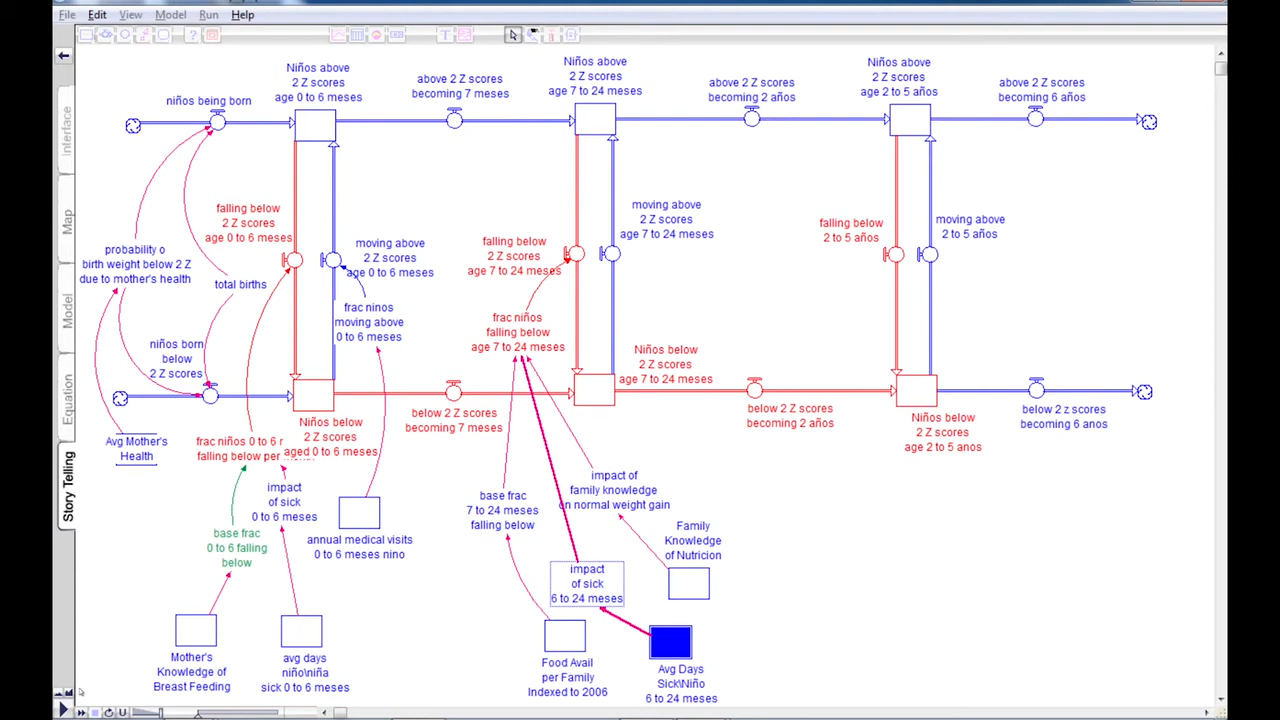 File Edit View Model Run Help
Interface
Map
Model
Equation
Story Telling
niños being born
Niños above
2 Z scores
age 0 to 6 meses
above 2 Z scores
becoming 7 meses
Niños above
2 Z scores
age 7 to 24 meses
above 2 Z scores
becoming 2 años
Niños above
2 Z scores
age 2 to 5 años
above 2 Z scores
becoming 6 años
falling below
2 Z scores
age 0 to 6 meses
moving above
2 Z scores
age 0 to 6 meses
falling below
2 Z scores
age 7 to 24 meses
moving above
2 Z scores
age 7 to 24 meses
falling below
2 to 5 años
moving above
2 to 5 años
probability o
birth weight below 2 Z
due to mother's health
total births
frac ninos
moving above
0 to 6 meses
frac niños
falling below
age 7 to 24 meses
niños born
below
2 Z scores
Niños below
2 Z scores
age 7 to 24 meses
Avg Mother's
Health
frac niños 0 to 6
falling below per
Niños below
2 Z scores
aged 0 to 6 meses
below 2 Z scores
becoming 7 meses
below 2 Z scores
becoming 2 años
Niños below
2 Z scores
age 2 to 5 años
below 2 z scores
becoming 6 anos
impact
of sick
0 to 6 meses
base frac
0 to 6 falling
below
annual medical visits
0 to 6 meses nino
base frac
7 to 24 meses
falling below
impact of
family knowledge
on normal weight gain
Family
Knowledge
of Nutricion
impact
of sick
6 to 24 meses
Mother's
Knowledge of
Breast Feeding
avg days
niño\niña
sick 0 to 6 meses
Food Avail
per Family
Indexed to 2006
Avg Days
Sick\Niño
6 to 24 meses